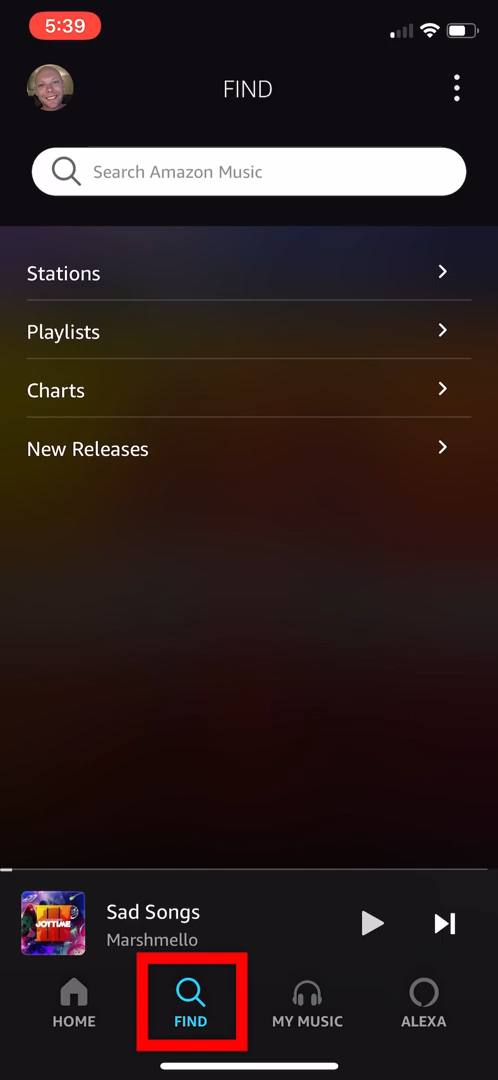 5:39
FIND
Search Amazon Music
Stations
Playlists
Charts
New Releases
JOYTIME
Sad Songs
Marshmello
HOME
FIND
MY MUSIC
ALEXA